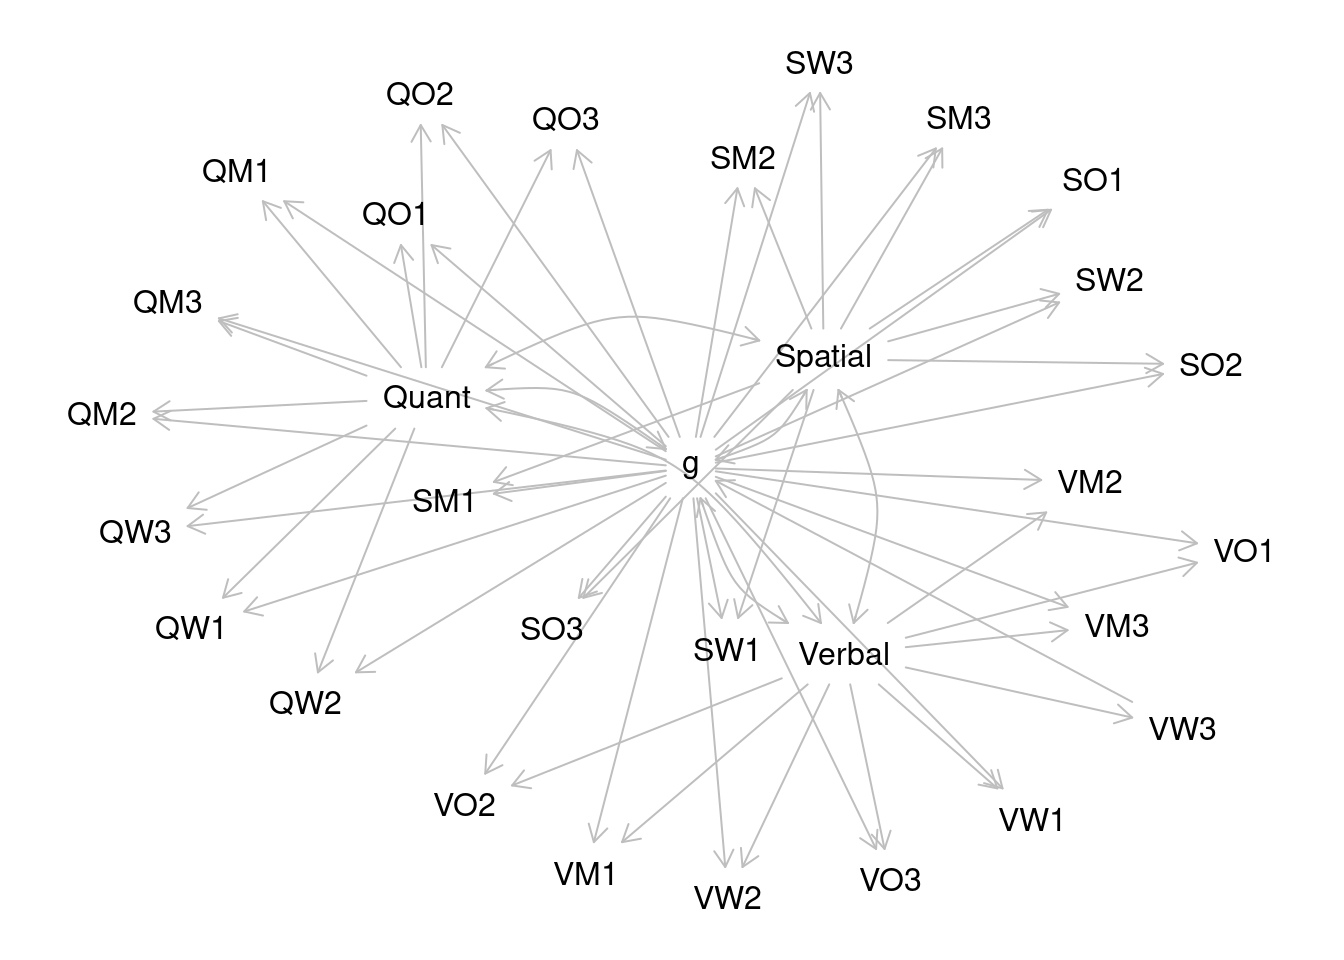 SW3
QO2
QO3
SM3
SM2
QM1
SO1
QO1
SW2
QM3
Spatial
SO2
Quant
QM2
g
VM2
SM1
QW3
VO1
QW1
SO3
VM3
SW1
Verbal
QW2
VW3
VO2
VW1
VM1
VO3
VW2